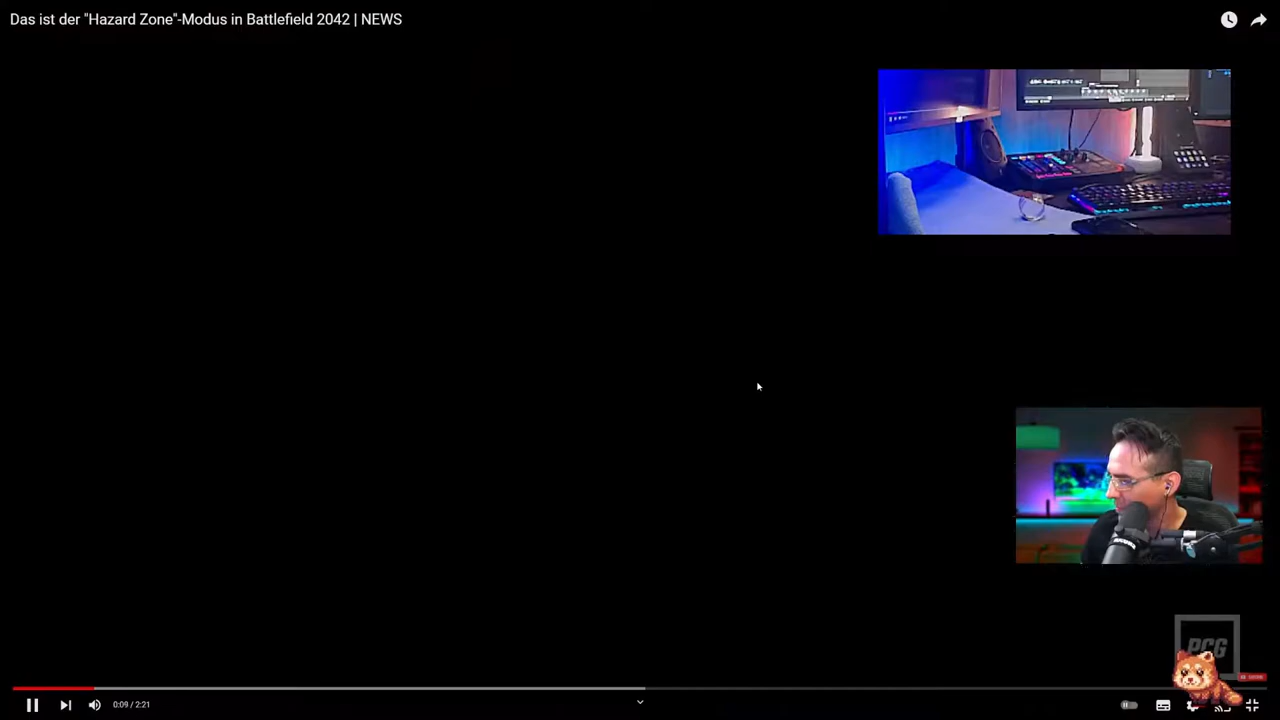 Das ist der "Hazard Zone"-Modus in Battlefield 2042 | NEWS
PCG
0:09 / 2:21